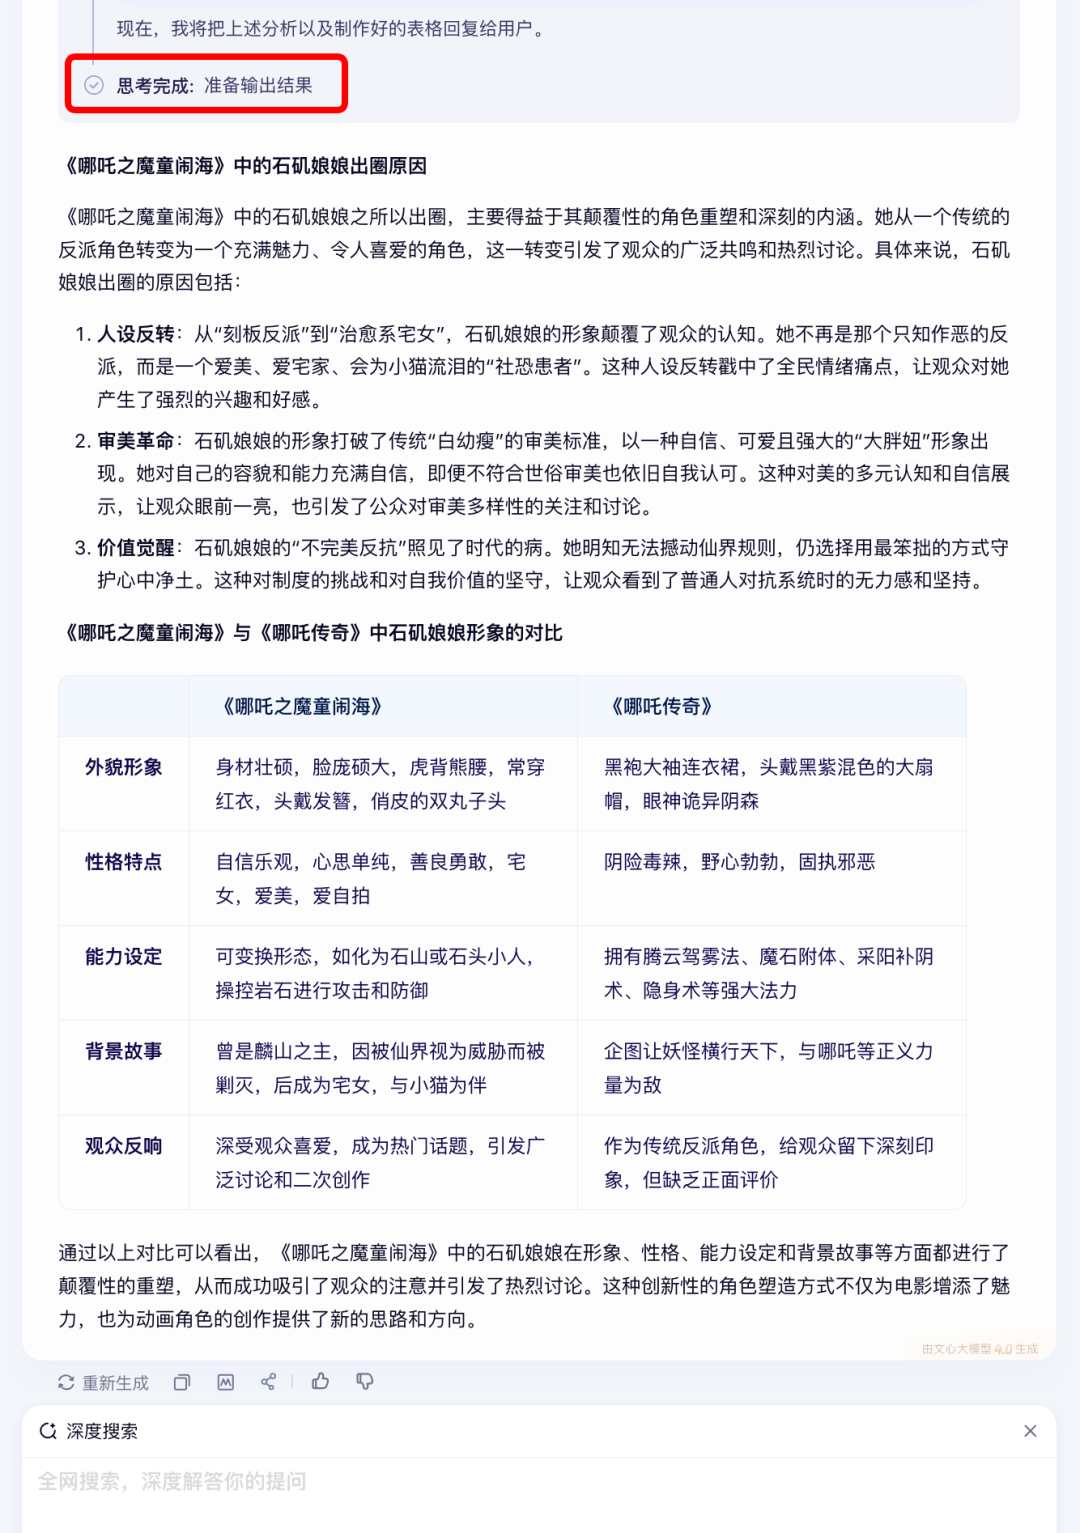 现在，我将把上述分析以及制作好的表格回复给用户。
思考完成：准备输出结果
《哪吒之魔童闹海》中的石矶娘娘出圈原因
《哪吒之魔童闹海》中的石矶娘娘之所以出圈，主要得益于其颠覆性的角色重塑和深刻的内涵。她从一个传统的
反派角色转变为一个充满魅力、令人喜爱的角色，这一转变引发了观众的广泛共鸣和热烈讨论。具体来说，石矶
娘娘出圈的原因包括：
1. 人设反转：从“刻板反派”到“治愈系宅女”，石矶娘娘的形象颠覆了观众的认知。她不再是那个只知作恶的反
派，而是一个爱美、爱宅家、会为小猫流泪的“社恐患者”。这种人设反转戳中了全民情绪痛点，让观众对她
产生了强烈的兴趣和好感。
2. 审美革命：石矶娘娘的形象打破了传统“白幼瘦”的审美标准，以一种自信、可爱且强大的“大胖妞”形象出
现。她对自己的容貌和能力充满自信，即便不符合世俗审美也依旧自我认可。这种对美的多元认知和自信展
示，让观众眼前一亮，也引发了公众对审美多样性的关注和讨论。
3. 价值觉醒：石矶娘娘的“不完美反抗”照见了时代的病。她明知无法撼动仙界规则，仍选择用最笨拙的方式守
护心中净土。这种对制度的挑战和对自我价值的坚守，让观众看到了普通人对抗系统时的无力感和坚持。
《哪吒之魔童闹海》与《哪吒传奇》中石矶娘娘形象的对比
《哪吒之魔童闹海》 《哪吒传奇》
外貌形象 身材壮硕，脸庞硕大，虎背熊腰，常穿 黑袍大袖连衣裙，头戴黑紫混色的大扇
红衣，头戴发簪，俏皮的双丸子头 帽，眼神诡异阴森
性格特点 自信乐观，心思单纯，善良勇敢，宅 阴险毒辣，野心勃勃，固执邪恶
女，爱美，爱自拍
能力设定 可变换形态，如化为石山或石头小人， 拥有腾云驾雾法、魔石附体、采阳补阴
操控岩石进行攻击和防御 术、隐身术等强大法力
背景故事 曾是麟山之主，因被仙界视为威胁而被 企图让妖怪横行天下，与哪吒等正义力
剿灭，后成为宅女，与小猫为伴 量为敌
观众反响 深受观众喜爱，成为热门话题，引发广 作为传统反派角色，给观众留下深刻印
泛讨论和二次创作 象，但缺乏正面评价
通过以上对比可以看出，《哪吒之魔童闹海》中的石矶娘娘在形象、性格、能力设定和背景故事等方面都进行了
颠覆性的重塑，从而成功吸引了观众的注意并引发了热烈讨论。这种创新性的角色塑造方式不仅为电影增添了魅
力，也为动画角色的创作提供了新的思路和方向。
由文心大模型 4.0 生成
重新生成
深度搜索
全网搜索，深度解答你的提问